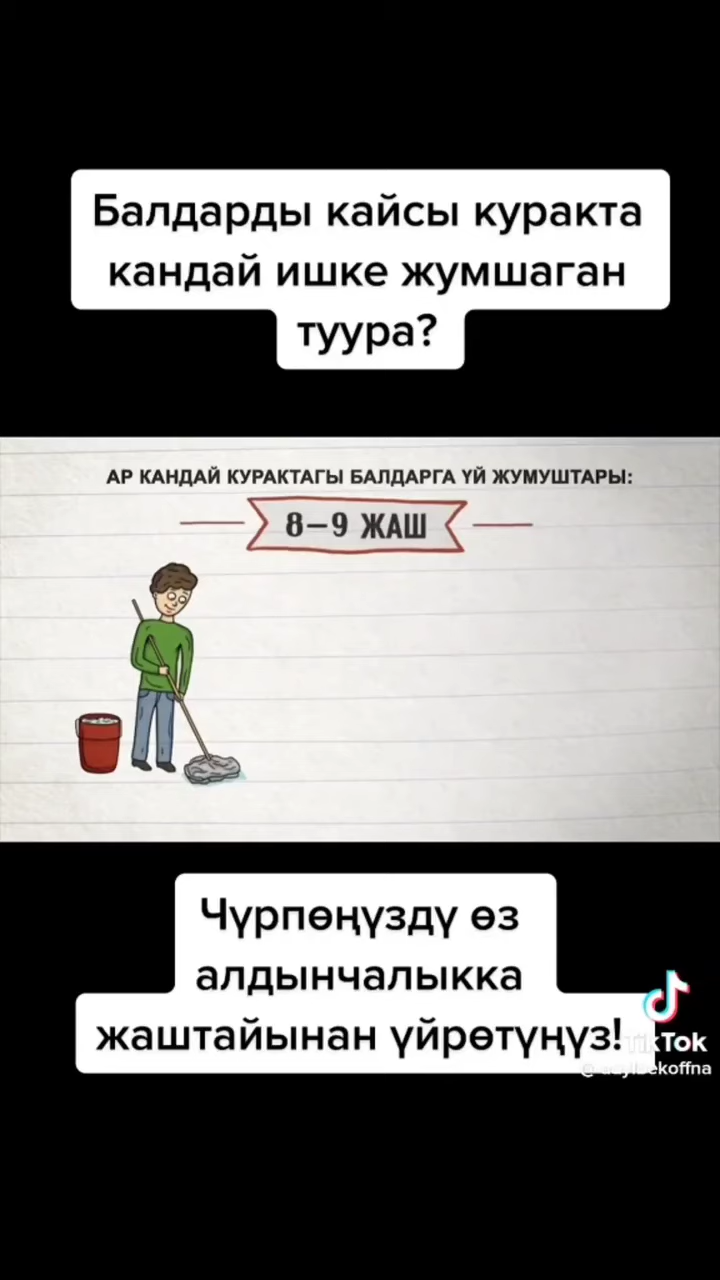 Балдарды кайсы куракта
кандай ишке жумшаган
туура?
АР КАНДАЙ КУРАКТАГЫ БАЛДАРГА ҮЙ ЖУМУШТАРЫ:
8–9 ЖАШ
Чүрпөңүздү өз
алдынчалыкка
жаштайынан үйрөтүңүз!
TikTok